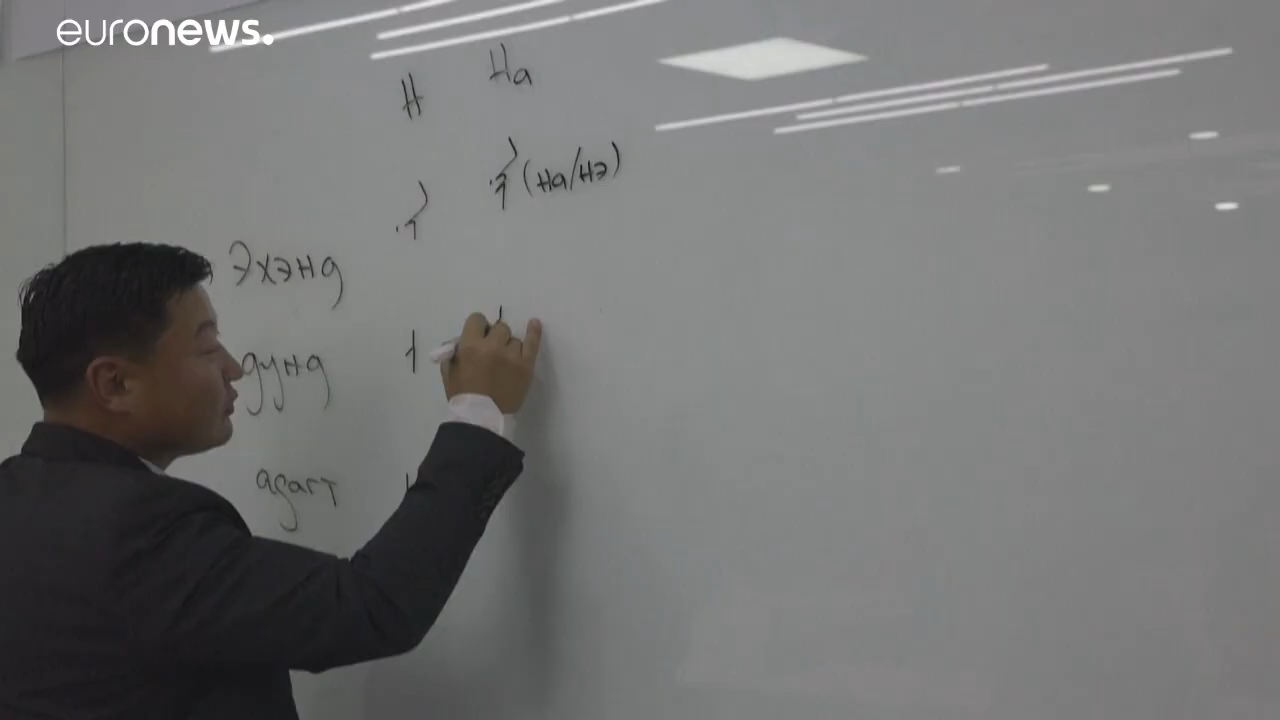 euronews.
Н На
(на/нэ)
Эхэнд
дунд
адагт